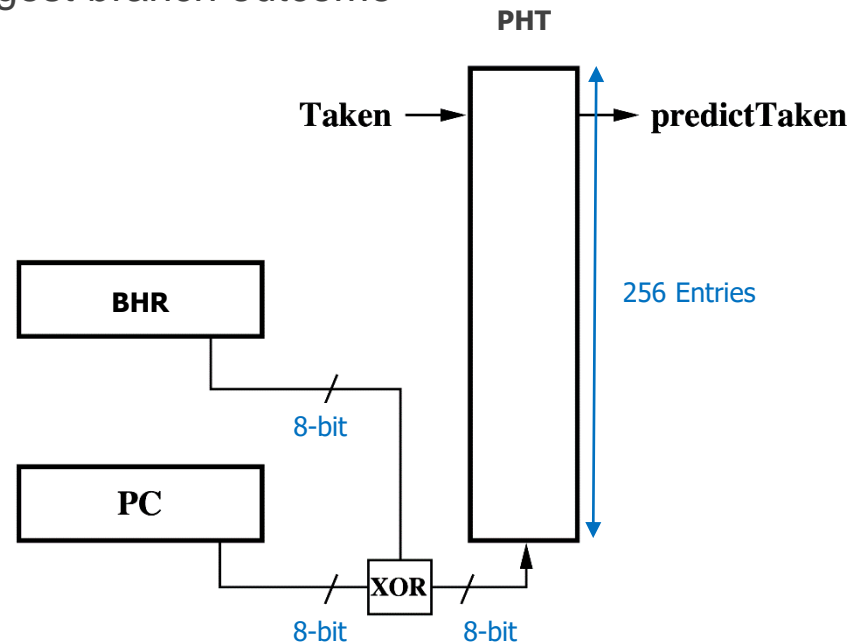 PHT
Taken
predictTaken
256 Entries
BHR
8-bit
PC
XOR
8-bit
8-bit